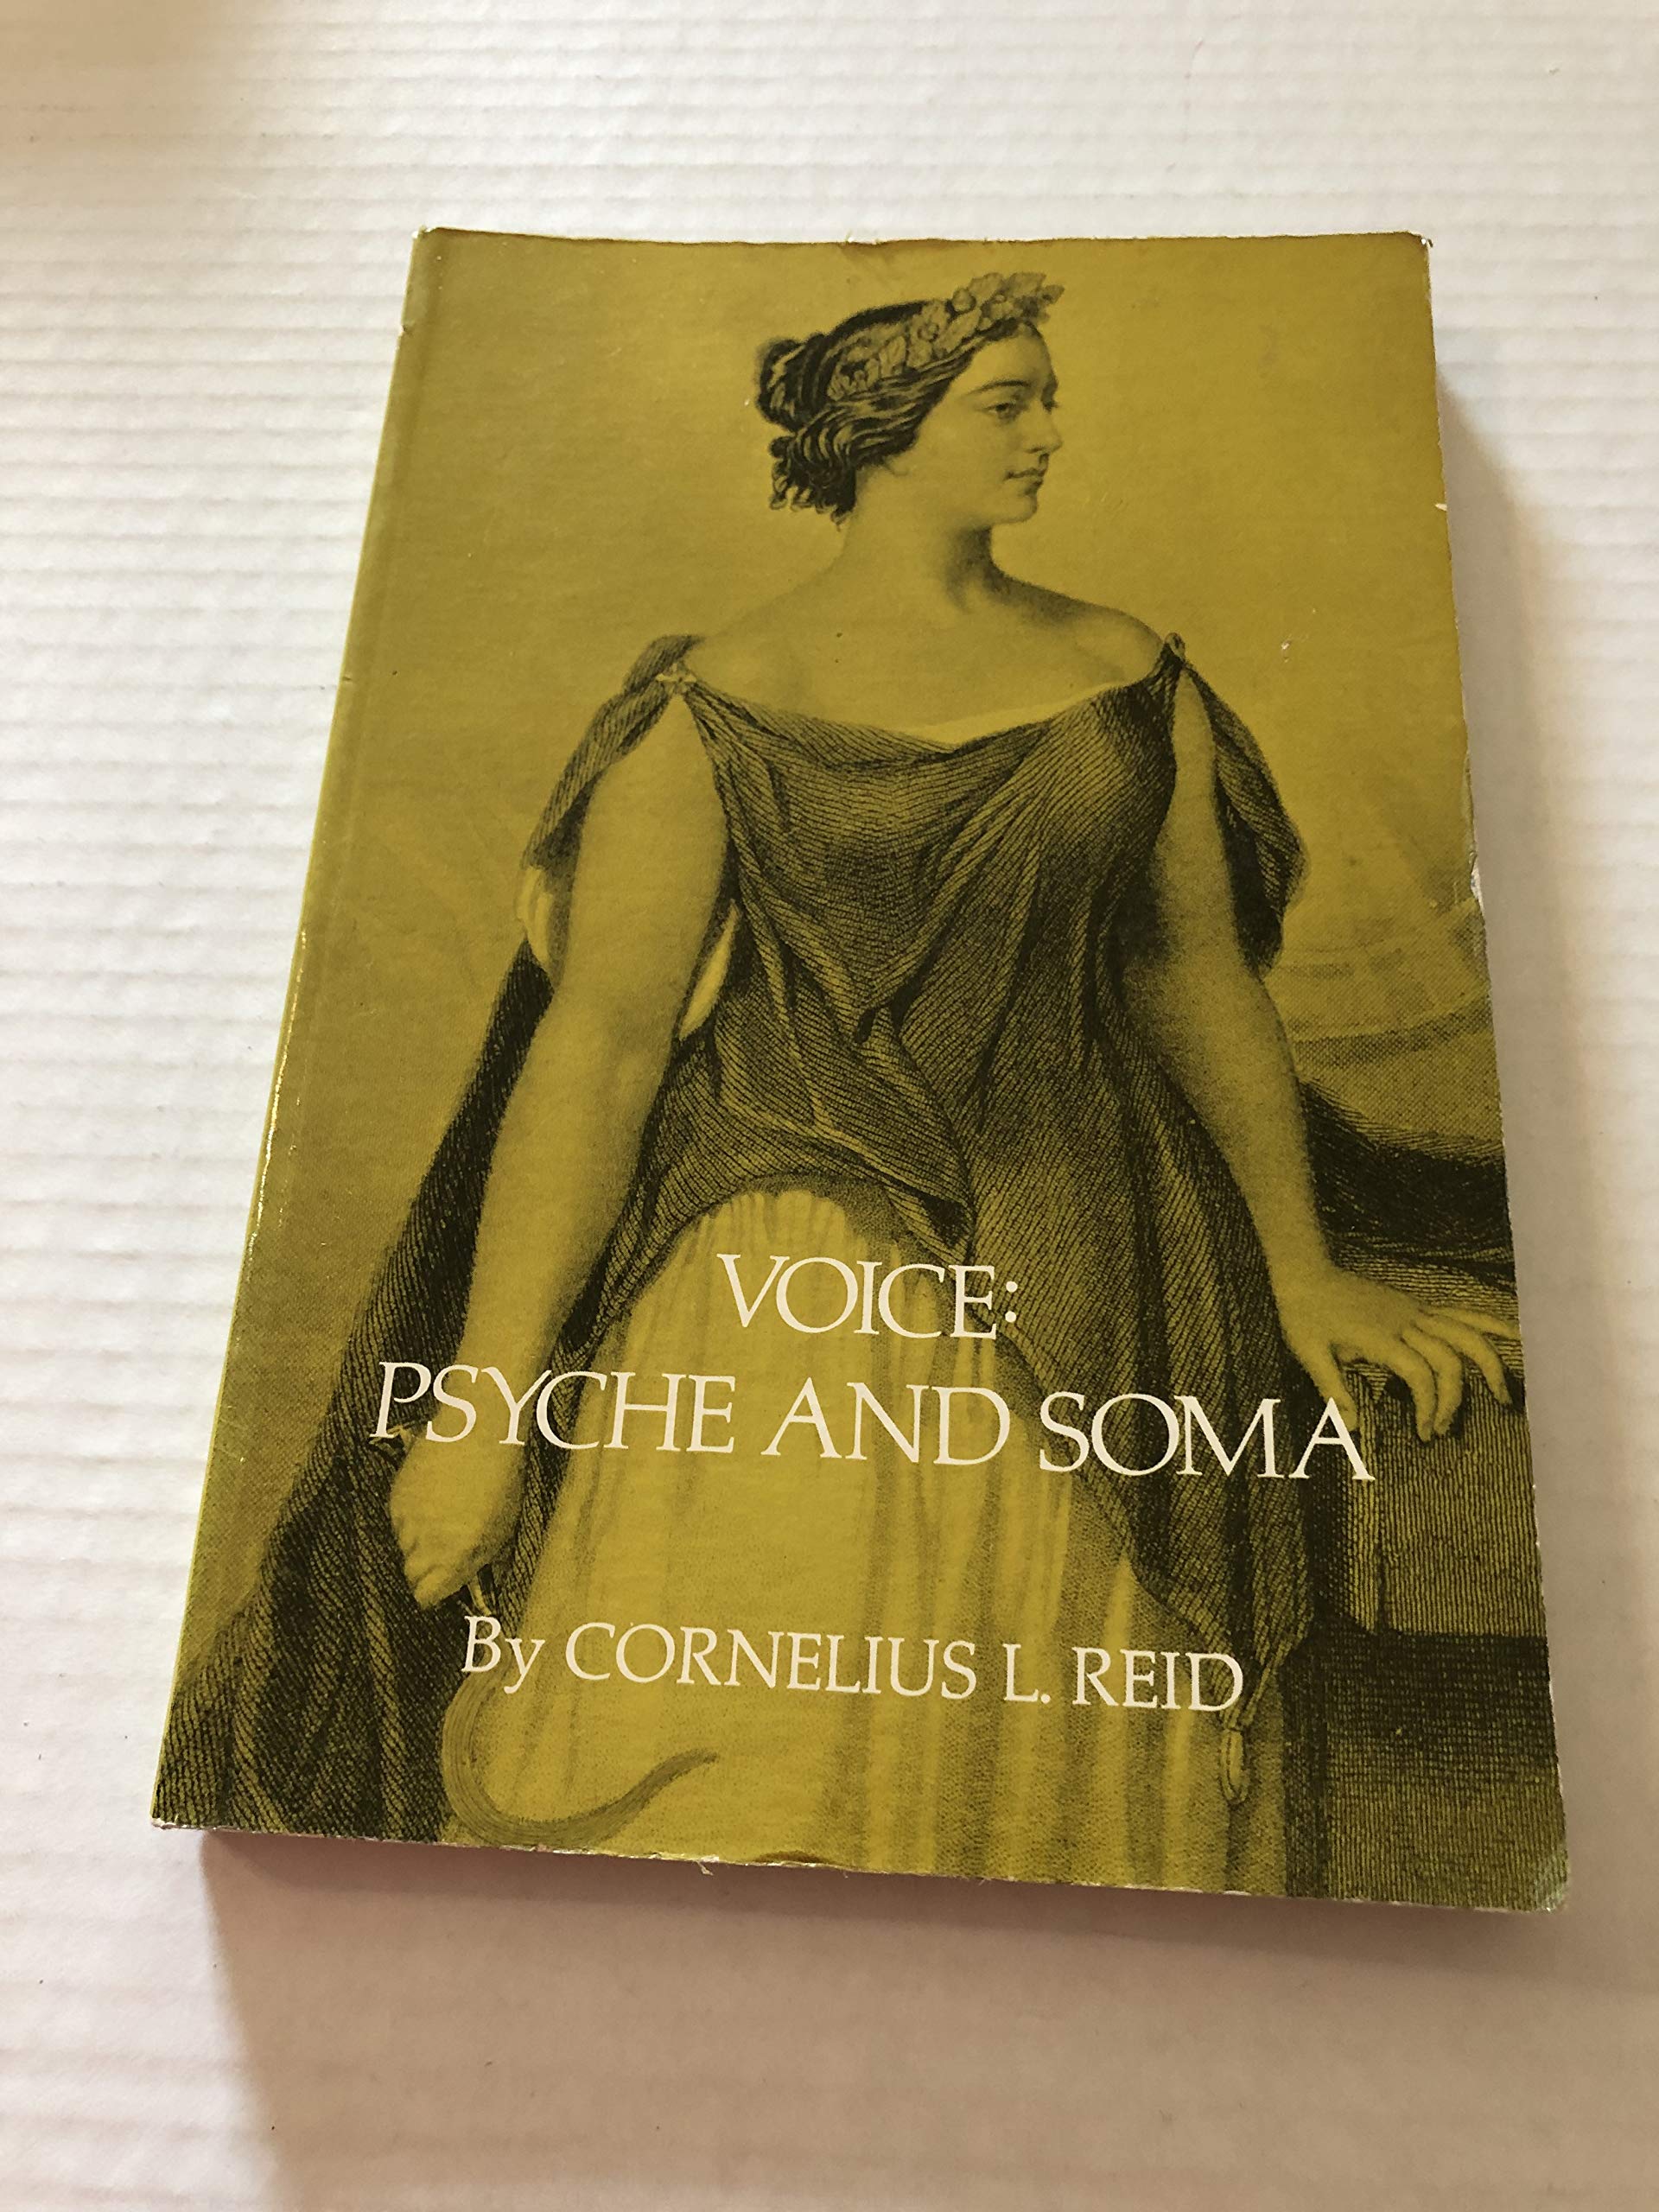 VOICE:
PSYCHE AND SOMA
By CORNELIUS L. REID